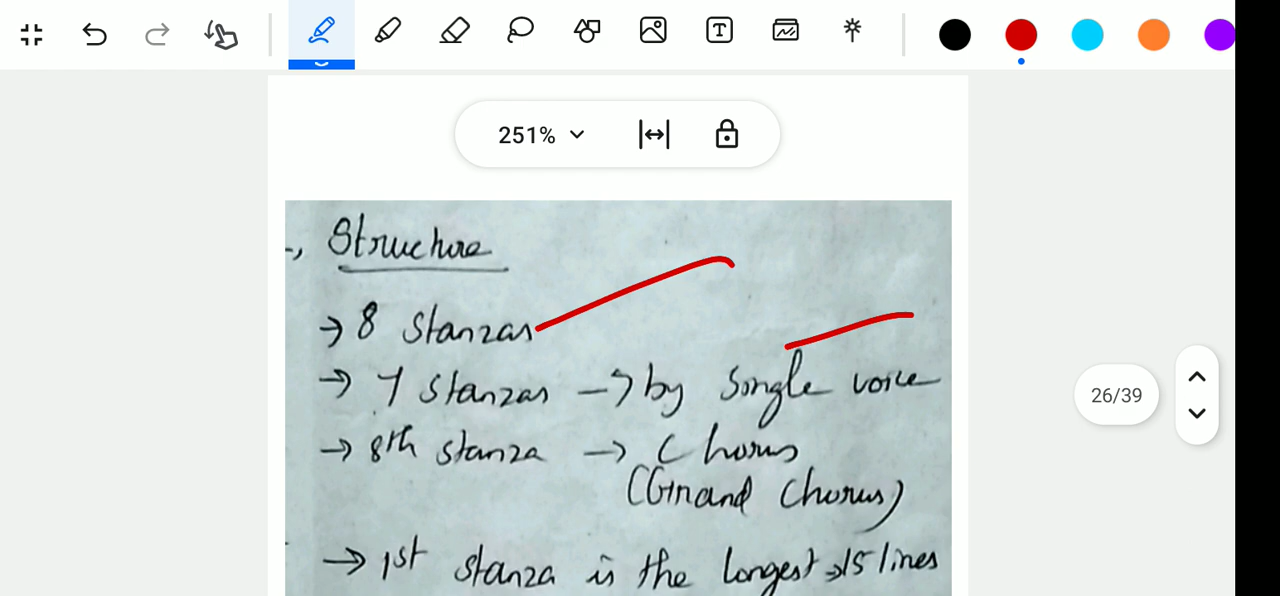 251%
Structure
→ 8 Stanzas
→ 7 Stanzas → by Single voice
→ 8th stanza → Chorus
(Grand Chorus)
26/39
→ 1st stanza is the longest → 15 lines